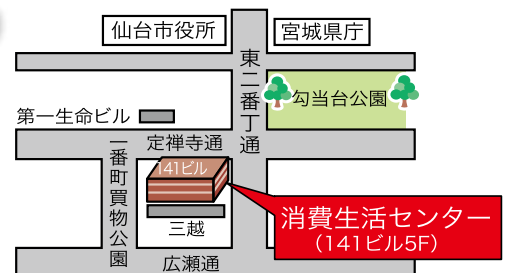 仙台市役所
宮城県庁
東二番丁通
勾当台公園
第一生命ビル
定禅寺通
一番町買物公園
141ビル
三越
消費生活センター
（141ビル5F）
広瀬通